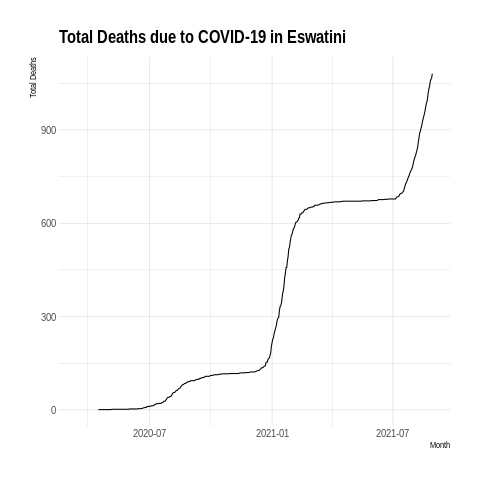 Total Deaths due to COVID-19 in Eswatini
Total Deaths
900
600
300
0
2020-07
2021-01
2021-07
Month